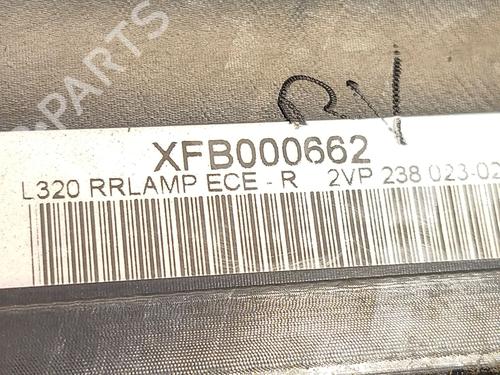 PARTS
XFB000662
L320 RRLAMP ECE - R 2VP 238 023-02